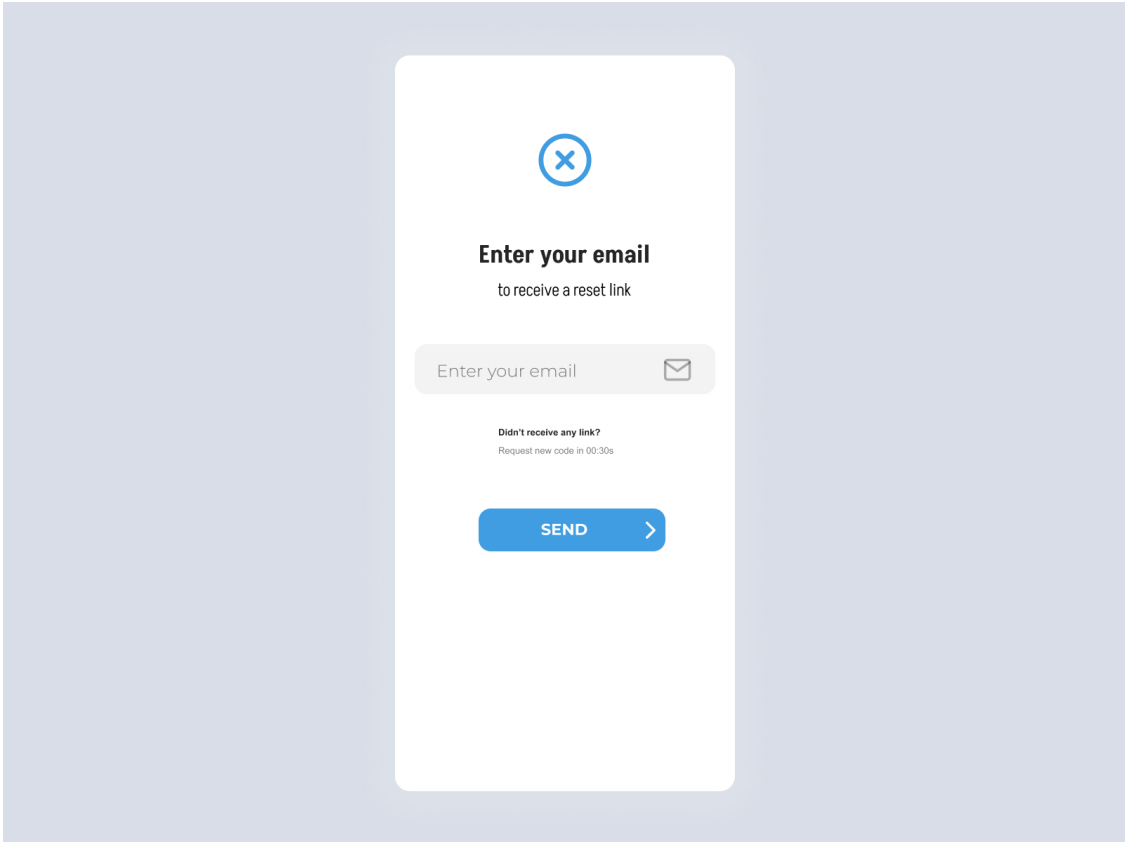 Enter your email
to receive a reset link
Enter your email
Didn't receive any link?
Request new code in 00:30s
SEND